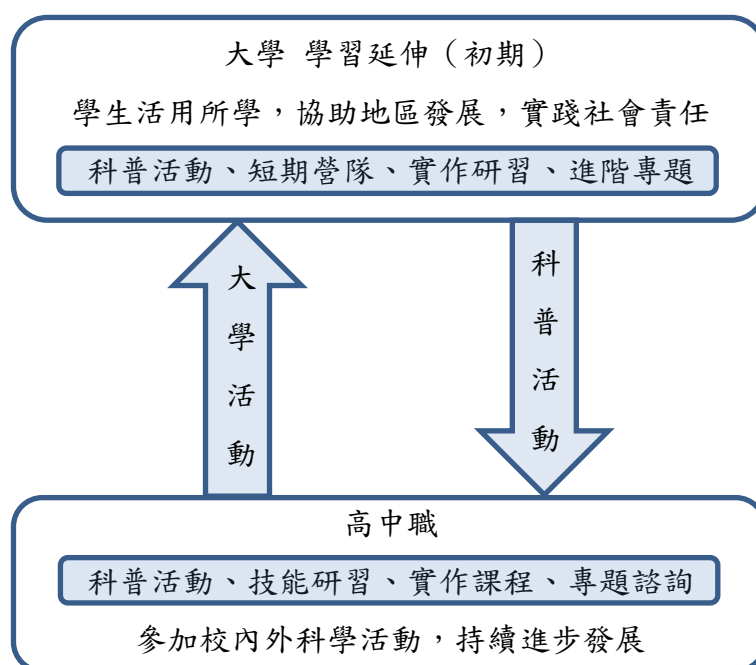 大學 學習延伸（初期）
學生活用所學，協助地區發展，實踐社會責任
科普活動、短期營隊、實作研習、進階專題
大學活動
科普活動
高中職
科普活動、技能研習、實作課程、專題諮詢
參加校內外科學活動，持續進步發展